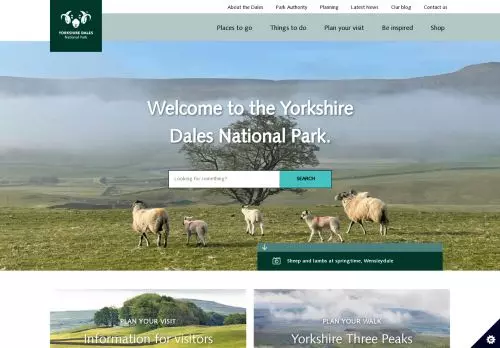 About the Dales Park Authority Planning Latest News Our blog Contact us
YORKSHIRE DALES
National Park
Places to go Things to do Plan your visit Be inspired Shop
Welcome to the Yorkshire
Dales National Park.
Looking for something? SEARCH
Sheep and lambs at springtime, Wensleydale
PLAN YOUR VISIT PLAN YOUR WALK
Information for visitors Yorkshire Three Peaks